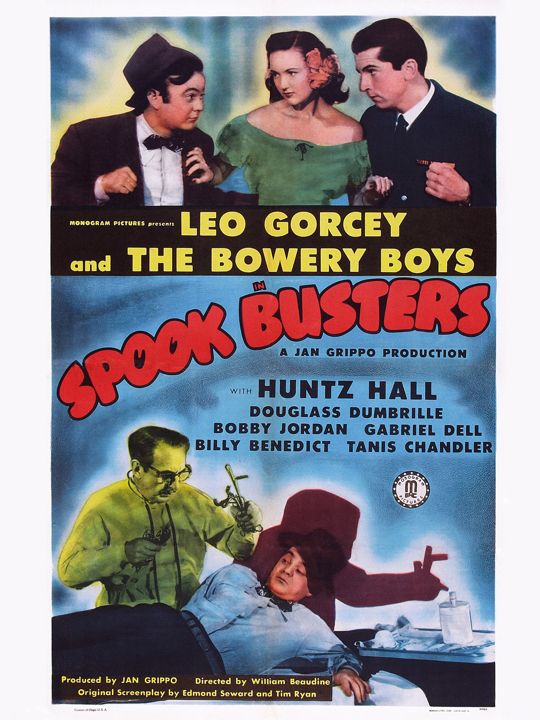 MONOGRAM PICTURES presents LEO GORCEY
and THE BOWERY BOYS
IN
SPOOK BUSTERS
A JAN GRIPPO PRODUCTION
WITH HUNTZ HALL
DOUGLASS DUMBRILLE
BOBBY JORDAN GABRIEL DELL
BILLY BENEDICT TANIS CHANDLER
MONOGRAM
PICTURES
Produced by JAN GRIPPO Directed by William Beaudine
Original Screenplay by Edmond Seward and Tim Ryan